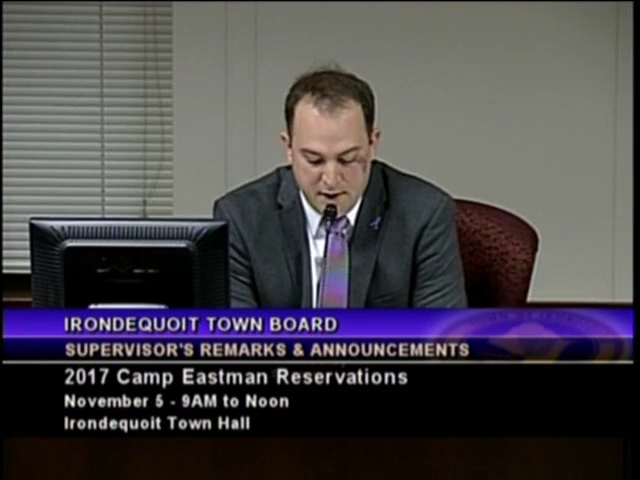 IRONDEQUOIT TOWN BOARD
SUPERVISOR'S REMARKS & ANNOUNCEMENTS
2017 Camp Eastman Reservations
November 5 - 9AM to Noon
Irondequoit Town Hall